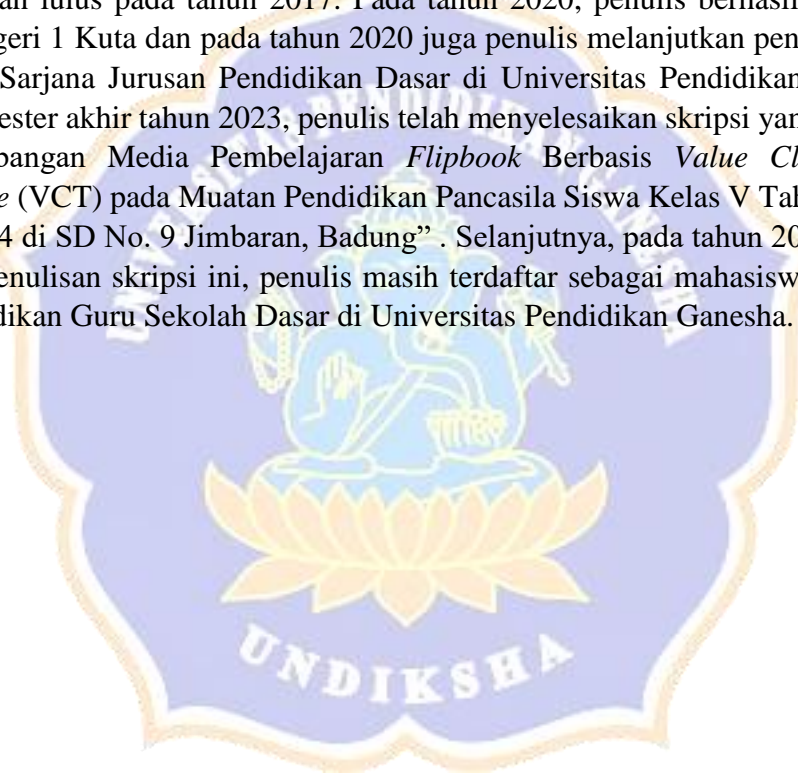 lulus pada tahun 2017. Pada tahun 2020, penulis
geri 1 Kuta dan pada tahun 2020 juga penulis melanjutkan pen
Sarjana Jurusan Pendidikan Dasar di Universitas Pendidikan
ester akhir tahun 2023, penulis telah menyelesaikan skripsi yan
bangan Media Pembelajaran Flipbook Berbasis Value Cl
e (VCT) pada Muatan Pendidikan Pancasila Siswa Kelas V Tah
4 di SD No. 9 Jimbaran, Badung” . Selanjutnya, pada tahun 20
enulisan skripsi ini, penulis masih terdaftar sebagai mahasisw
dikan Guru Sekolah Dasar di Universitas Pendidikan Ganesha.
UNIVERSITAS PENDIDIKAN GANESHA
UNDIKSHA